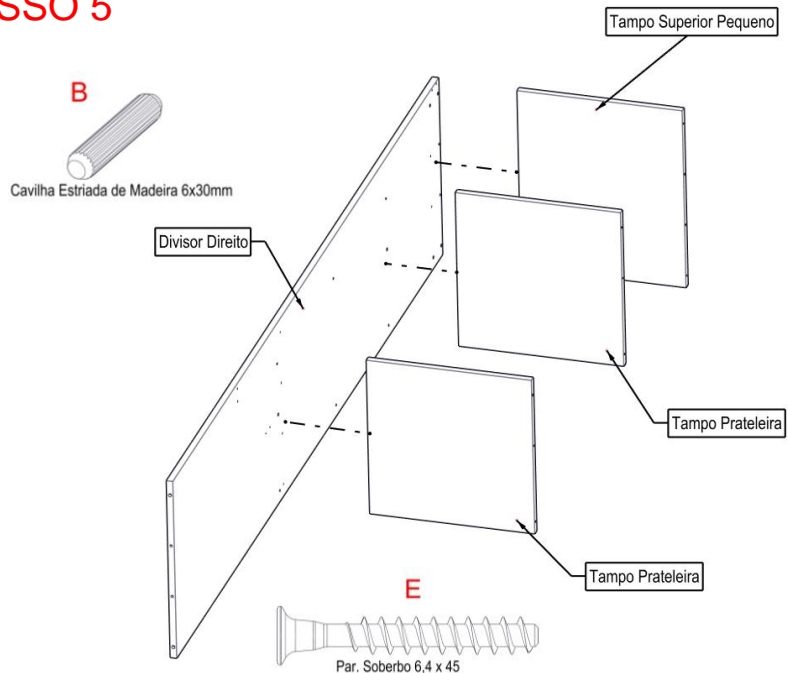 SSO 5
Tampo Superior Pequeno
B
Cavilha Estriada de Madeira 6x30mm
Divisor Direito
Tampo Prateleira
Tampo Prateleira
E
Par. Soberbo 6,4 x 45